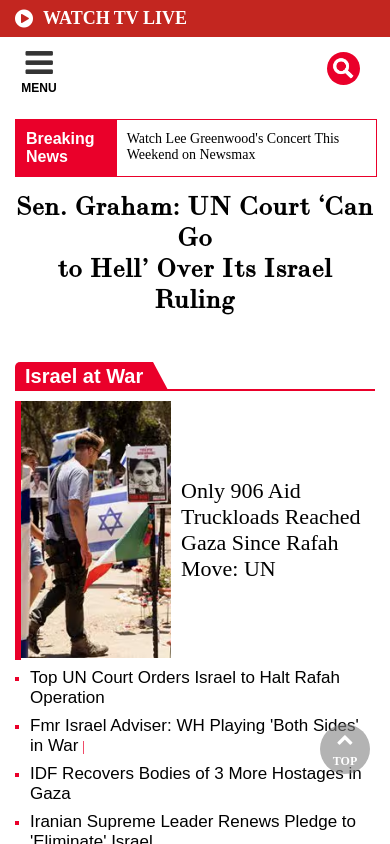 WATCH TV LIVE
MENU
Breaking
News
Watch Lee Greenwood's Concert This
Weekend on Newsmax
Sen. Graham: UN Court ‘Can
Go
to Hell’ Over Its Israel
Ruling
Israel at War
Only 906 Aid
Truckloads Reached
Gaza Since Rafah
Move: UN
Top UN Court Orders Israel to Halt Rafah
Operation
Fmr Israel Adviser: WH Playing 'Both Sides'
in War |
IDF Recovers Bodies of 3 More Hostages in
Gaza
TOP
Iranian Supreme Leader Renews Pledge to
'Eliminate' Israel